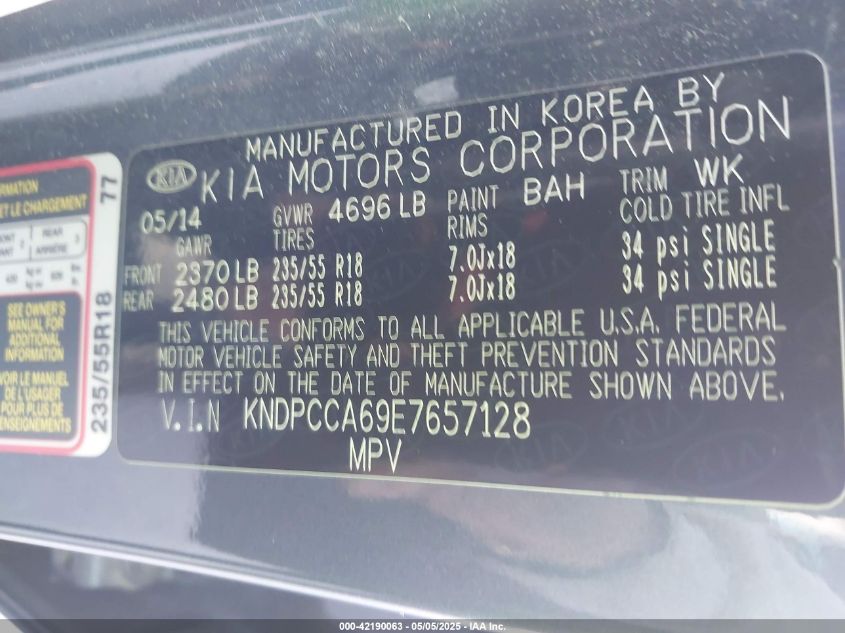 MANUFACTURED IN KOREA BY
KIA KIA MOTORS CORPORATION
05/14 GVWR 4696 LB PAINT BAH TRIM WK
GAWR TIRES RIMS COLD TIRE INFL
FRONT 2370 LB 235/55 R18 7.0Jx18 34 psi SINGLE
REAR 2480 LB 235/55 R18 7.0Jx18 34 psi SINGLE
THIS VEHICLE CONFORMS TO ALL APPLICABLE U.S.A. FEDERAL
MOTOR VEHICLE SAFETY AND THEFT PREVENTION STANDARDS
IN EFFECT ON THE DATE OF MANUFACTURE SHOWN ABOVE.
V.I.N KNDPCCA69E7657128
MPV
ET LE CHARGEMENT
REAR
ARRIÈRE
SEE OWNER'S
MANUAL FOR
ADDITIONAL
INFORMATION
VOIR LE MANUEL
DE L'USAGER
POUR PLUS DE
RENSEIGNEMENTS
77
235/55R18
000-42190063 - 05/05/2025 - IAA Inc.